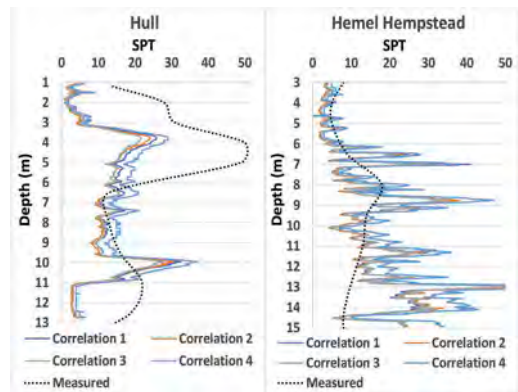 Hull
SPT
0 10 20 30 40 50
Depth (m)
1
2
3
4
5
6
7
8
9
10
11
12
13
Correlation 1
Correlation 2
Correlation 3
Correlation 4
Measured
Hemel Hempstead
SPT
0 10 20 30 40 50
Depth (m)
3
4
5
6
7
8
9
10
11
12
13
14
15
Correlation 1
Correlation 2
Correlation 3
Correlation 4
Measured